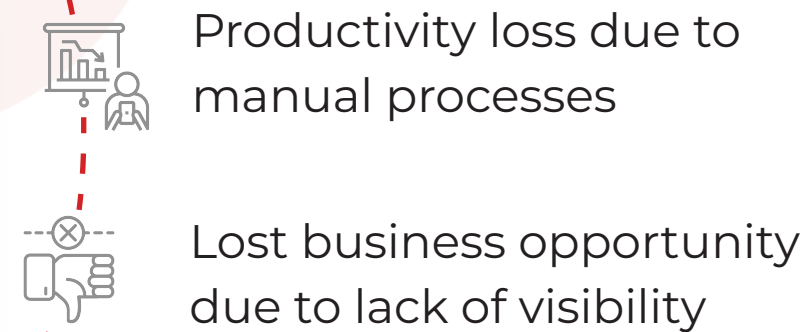 Productivity loss due to
manual processes
Lost business opportunity
due to lack of visibility